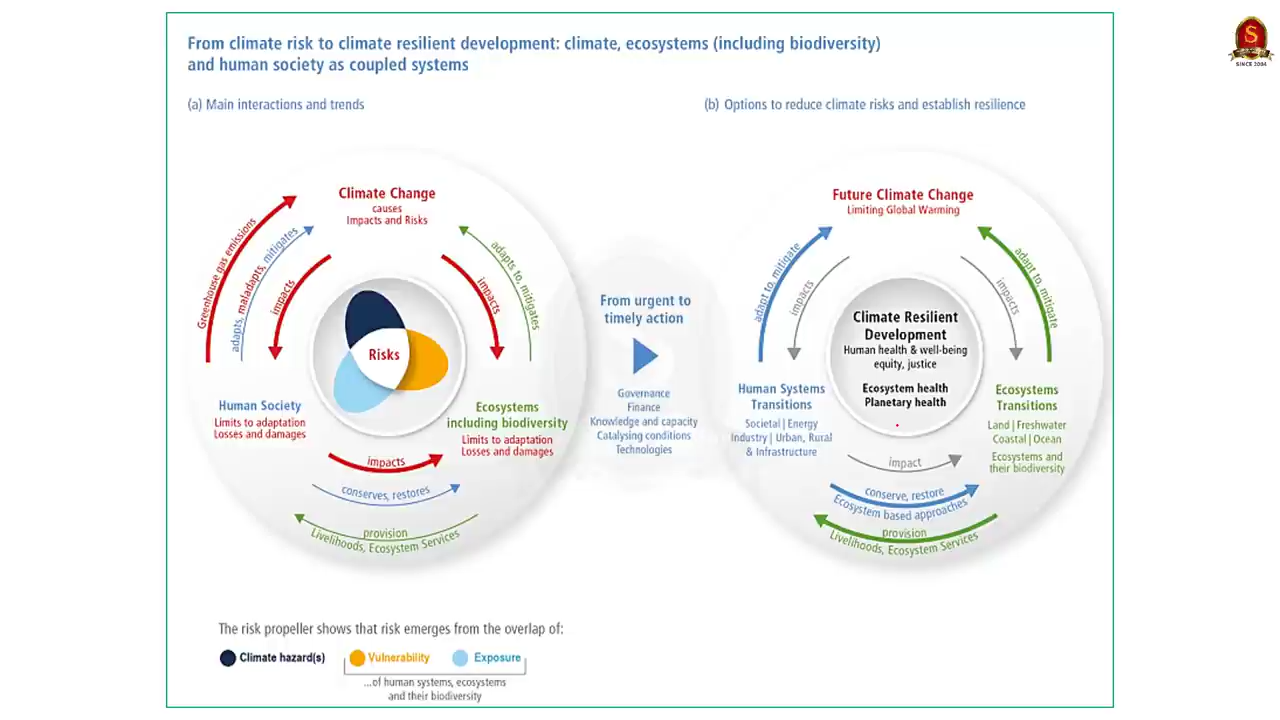 From climate risk to climate resilient development: climate, ecosystems (including biodiversity)
and human society as coupled systems
(a) Main interactions and trends
(b) Options to reduce climate risks and establish resilience
S
SINCE 2004
Climate Change
causes
Impacts and Risks
Greenhouse gas emissions
adapts, maladapts, mitigates
impacts
impacts
adapts to, mitigates
Risks
Human Society
Limits to adaptation
Losses and damages
Ecosystems
including biodiversity
Limits to adaptation
Losses and damages
impacts
conserves, restores
provision
Livelihoods, Ecosystem Services
From urgent to
timely action
Governance
Finance
Knowledge and capacity
Catalysing conditions
Technologies
Future Climate Change
Limiting Global Warming
adapt to, mitigate
impacts
impacts
adapt to, mitigate
Climate Resilient
Development
Human health & well-being
equity, justice
Ecosystem health
Planetary health
Human Systems
Transitions
Societal | Energy
Industry | Urban, Rural
& Infrastructure
Ecosystems
Transitions
Land | Freshwater
Coastal | Ocean
Ecosystems and
their biodiversity
impact
conserve, restore
Ecosystem based approaches
provision
Livelihoods, Ecosystem Services
The risk propeller shows that risk emerges from the overlap of:
Climate hazard(s) Vulnerability Exposure
...of human systems, ecosystems
and their biodiversity